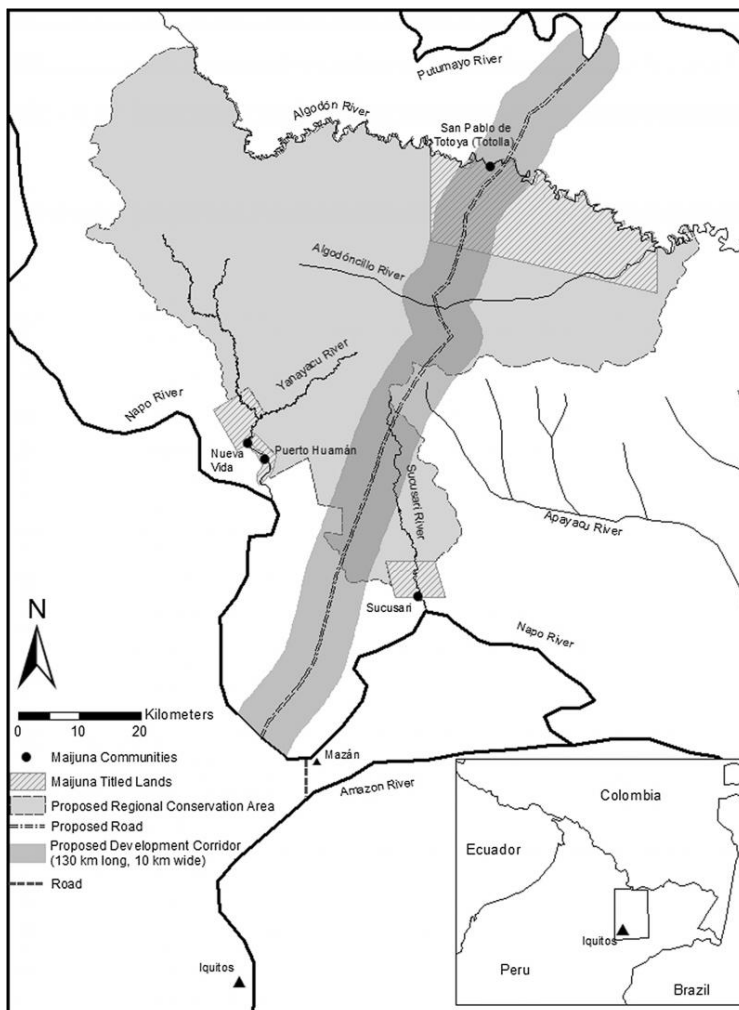 Putumayo River
Algodón River
San Pablo de
Totoya (Totolla)
Algodóncillo River
Yanayacu River
Napo River
Nueva
Vida
Puerto Huamán
Sucusari River
Apayacu River
Sucusari
N
Napo River
Kilometers
0 5 10 20
Maijuna Communities
Maijuna Titled Lands
Proposed Regional Conservation Area
Proposed Road
Proposed Development Corridor
(130 km long, 10 km wide)
Road
Mazán
Amazon River
Iquitos
Colombia
Ecuador
Iquitos
Peru
Brazil